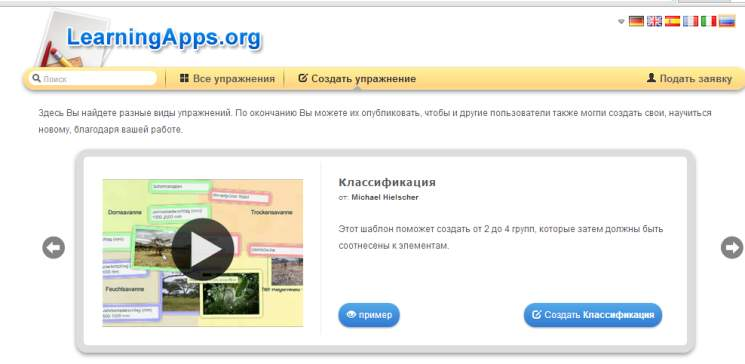 LearningApps.org
Поиск
Все упражнения
Создать упражнение
Подать заявку
Здесь Вы найдете разные виды упражнений. По окончанию Вы можете их опубликовать, чтобы и другие пользователи также могли создать свои, научиться
новому, благодаря вашей работе.
Dornsavanne
Trockensavanne
Feuchtsavanne
Классификация
от: Michael Hielscher
Этот шаблон поможет создать от 2 до 4 групп, которые затем должны быть
соотнесены к элементам.
пример
Создать Классификация